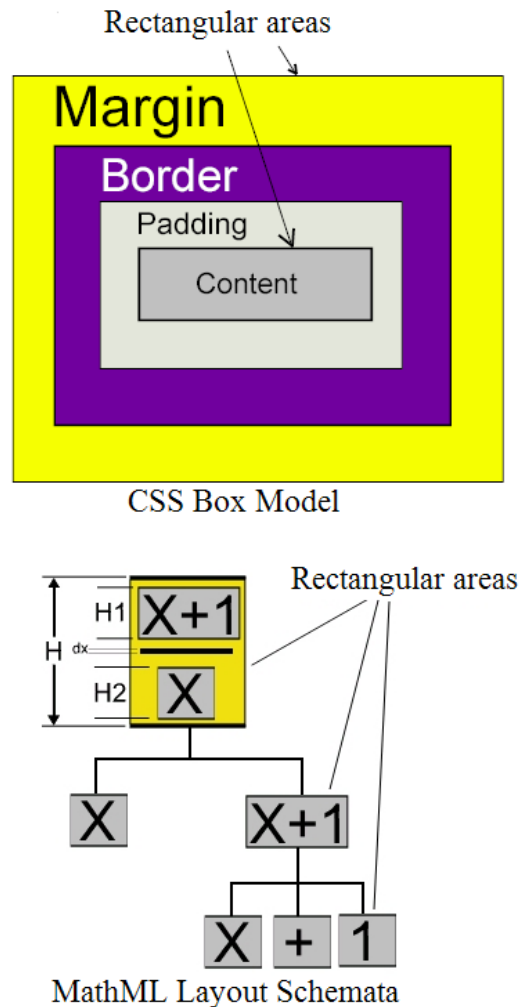 Rectangular areas
Margin
Border
Padding
Content
CSS Box Model
Rectangular areas
H1 X+1
H dx
H2 X
X X+1
X + 1
MathML Layout Schemata